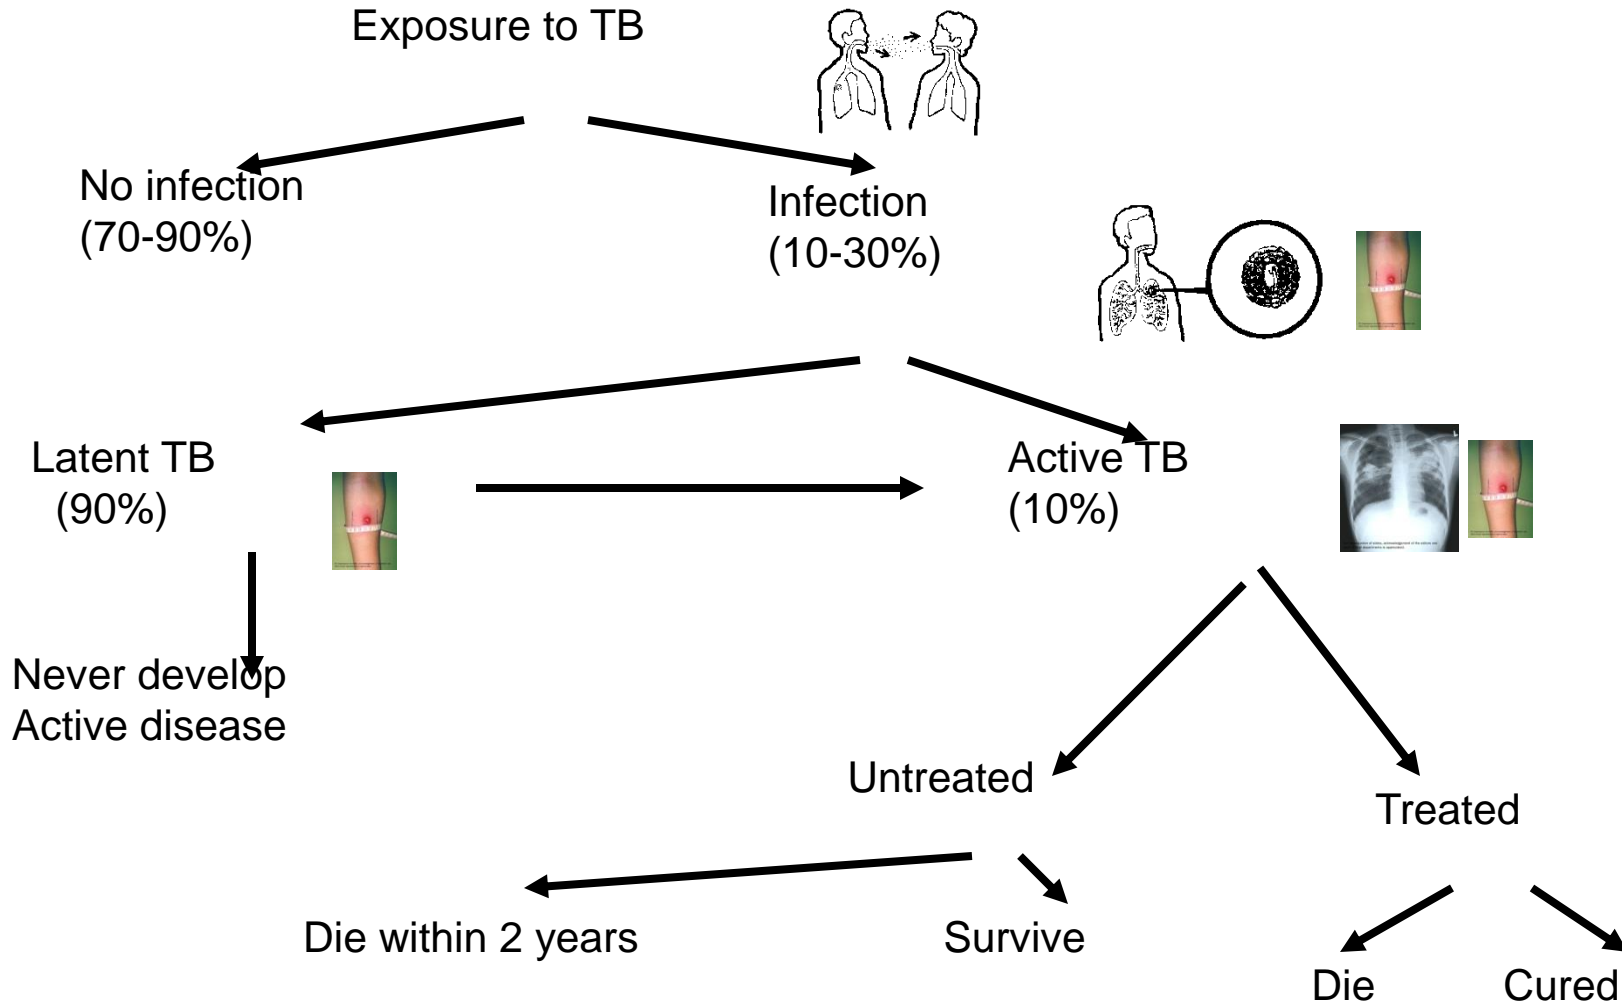 Exposure to TB
No infection
(70-90%)
Infection
(10-30%)
Latent TB
(90%)
Active TB
(10%)
Never develop
Active disease
Untreated
Treated
Die within 2 years
Survive
Die
Cured